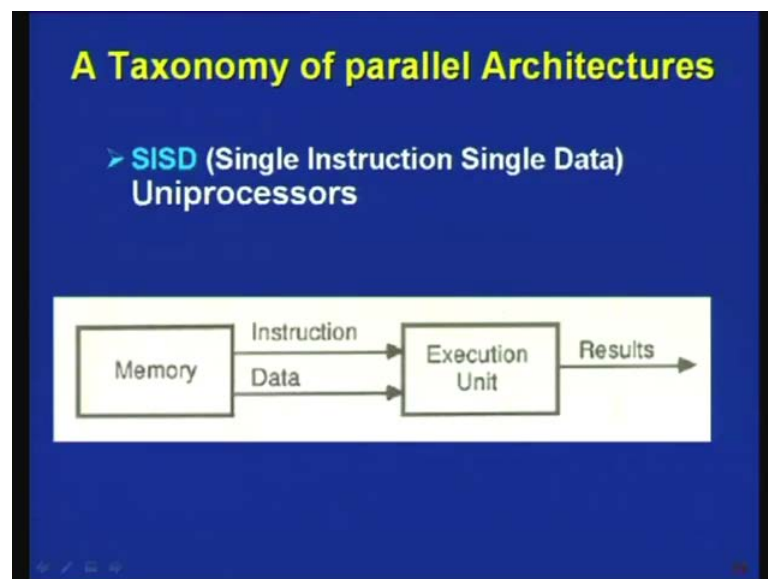 A Taxonomy of parallel Architectures
➢ SISD (Single Instruction Single Data)
Uniprocessors
Instruction
Memory
Data
Execution
Unit
Results